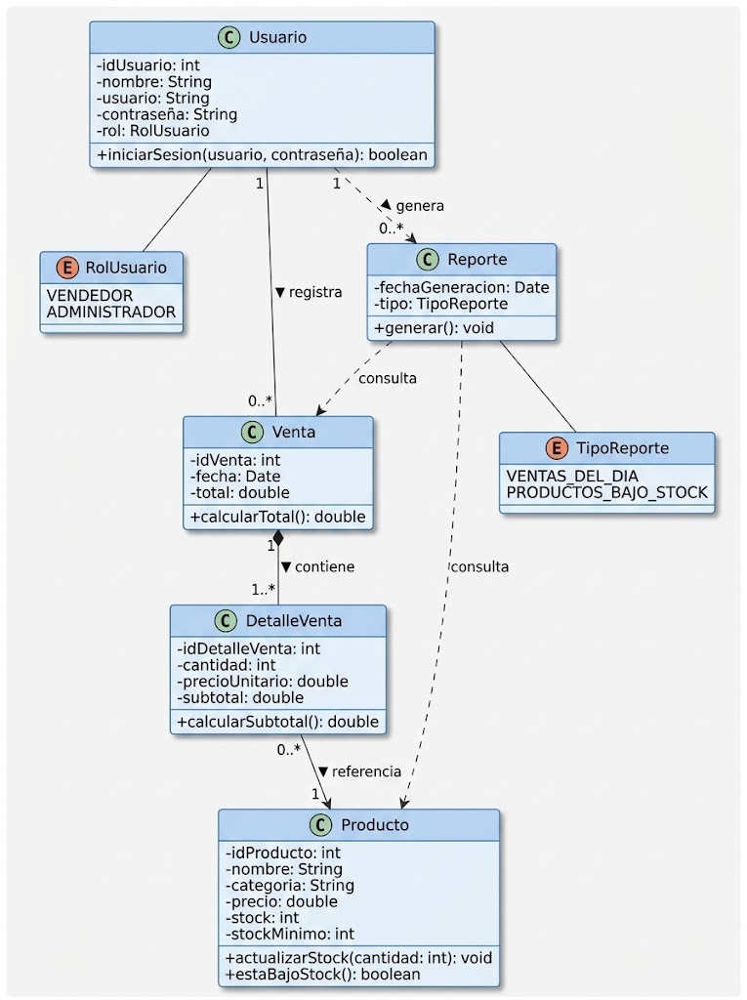 C Usuario
-idUsuario: int
-nombre: String
-usuario: String
-contraseña: String
-rol: RolUsuario
+iniciarSesion(usuario, contraseña): boolean
1
1
genera
0..*
E RolUsuario
VENDEDOR
ADMINISTRADOR
C Reporte
-fechaGeneracion: Date
-tipo: TipoReporte
+generar(): void
registra
consulta
0..*
C Venta
-idVenta: int
-fecha: Date
-total: double
+calcularTotal(): double
E TipoReporte
VENTAS_DEL_DIA
PRODUCTOS_BAJO_STOCK
1
contiene
1..*
consulta
C DetalleVenta
-idDetalleVenta: int
-cantidad: int
-precioUnitario: double
-subtotal: double
+calcularSubtotal(): double
0..*
referencia
1
C Producto
-idProducto: int
-nombre: String
-categoria: String
-precio: double
-stock: int
-stockMinimo: int
+actualizarStock(cantidad: int): void
+estaBajoStock(): boolean